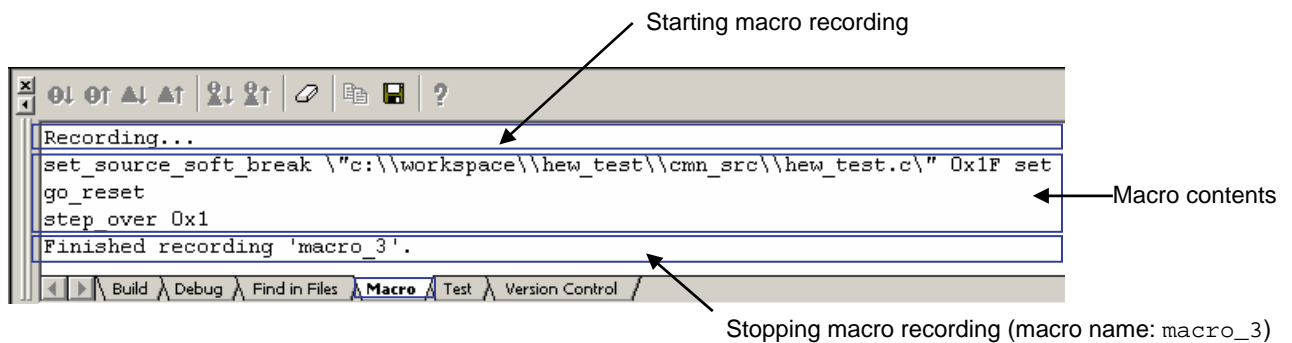 Starting macro recording
?
Recording...
set_source_soft_break \"c:\\workspace\\hew_test\\cmn_src\\hew_test.c\" 0x1F set
go_reset
Macro contents
step_over 0x1
Finished recording 'macro_3'.
Build Debug Find in Files Macro Test Version Control
Stopping macro recording (macro name: macro_3)